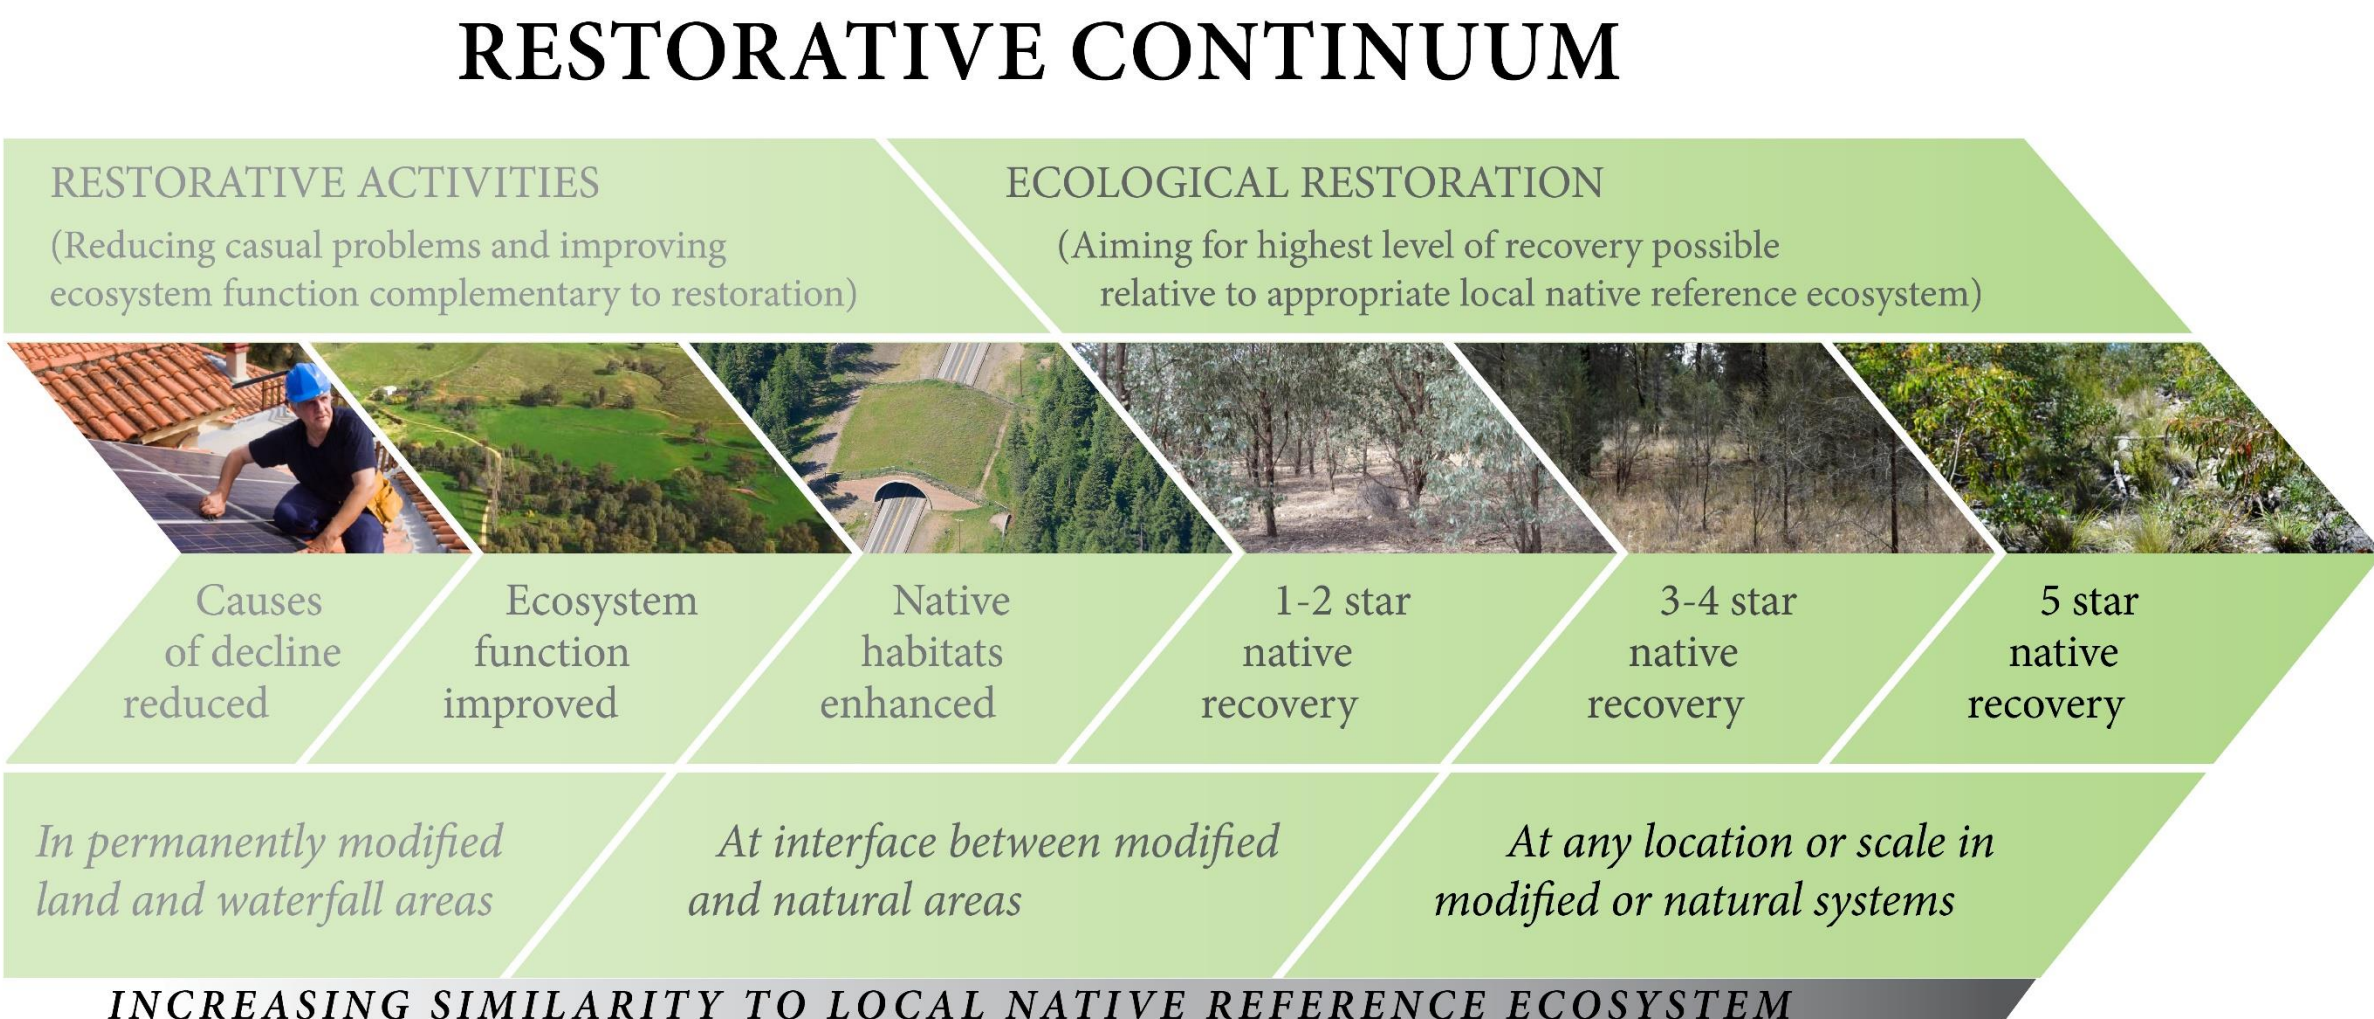 RESTORATIVE CONTINUUM
RESTORATIVE ACTIVITIES
(Reducing casual problems and improving
ecosystem function complementary to restoration)
ECOLOGICAL RESTORATION
(Aiming for highest level of recovery possible
relative to appropriate local native reference ecosystem)
Causes
of decline
reduced
Ecosystem
function
improved
Native
habitats
enhanced
1-2 star
native
recovery
3-4 star
native
recovery
5 star
native
recovery
In permanently modified
land and waterfall areas
At interface between modified
and natural areas
At any location or scale in
modified or natural systems
INCREASING SIMILARITY TO LOCAL NATIVE REFERENCE ECOSYSTEM